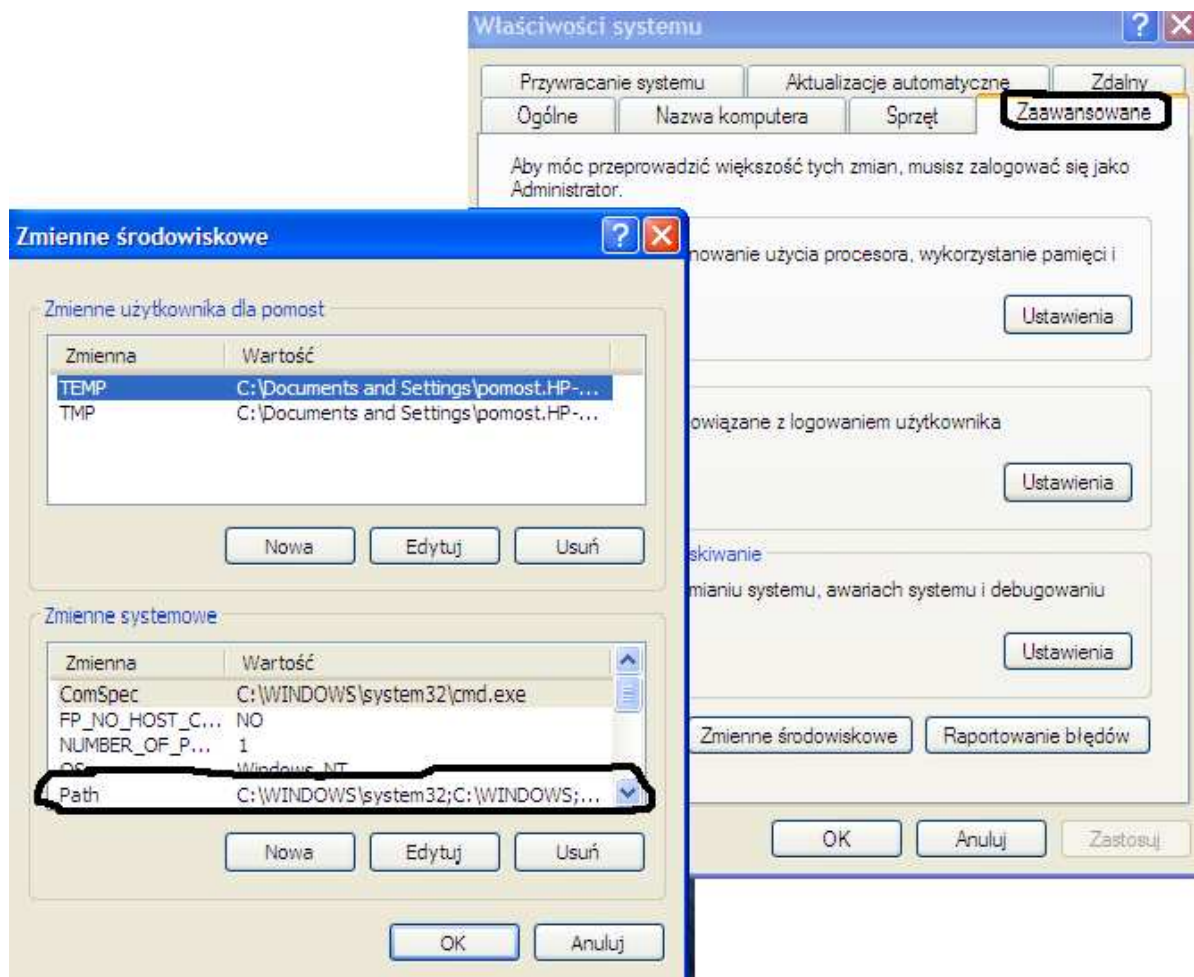 Właściwości systemu
Przywracanie systemu Aktualizacje automatyczne Zdalny
Ogólne Nazwa komputera Sprzęt Zaawansowane
Aby móc przeprowadzić większość tych zmian, musisz zalogować się jako
Administrator.
nowanie użycia procesora, wykorzystanie pamięci i
Ustawienia
owiązane z logowaniem użytkownika
Ustawienia
skiwanie
mianiu systemu, awariach systemu i debugowaniu
Ustawienia
Zmienne środowiskowe Raportowanie błędów
OK Anuluj Zastosuj
Zmienne środowiskowe
Zmienne użytkownika dla pomost
Zmienna Wartość
TEMP C:\Documents and Settings\pomost.HP-...
TMP C:\Documents and Settings\pomost.HP-...
Nowa Edytuj Usuń
Zmienne systemowe
Zmienna Wartość
ComSpec C:\WINDOWS\system32\cmd.exe
FP_NO_HOST_C... NO
NUMBER_OF_P... 1
OS Windows_NT
Path C:\WINDOWS\system32;C:\WINDOWS;...
Nowa Edytuj Usuń
OK Anuluj